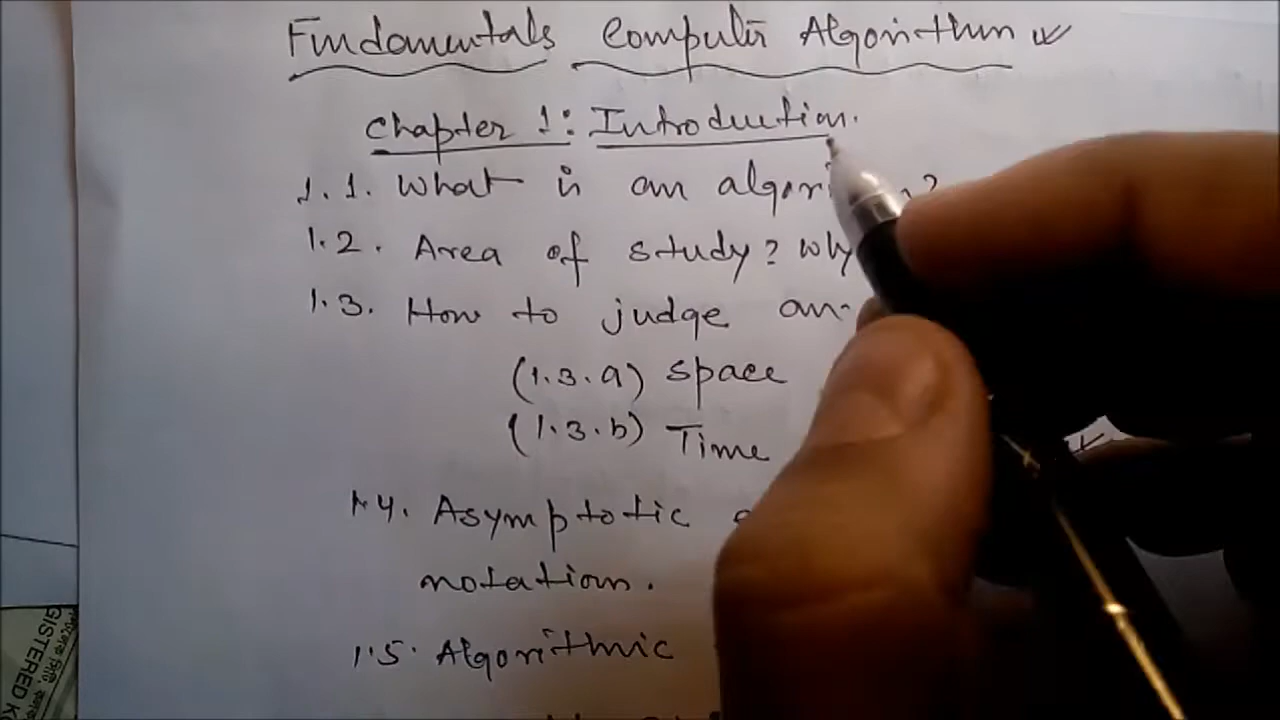 Fundamentals Computer Algorithm
Chapter 1: Introduction.
1.1. What is an
1.2. Area of study? Why
1.3. How to judge an
(1.3.a) Space
(1.3.b) Time
1.4. Asymptotic
notation.
1.5. Algorithmic
GISTERED